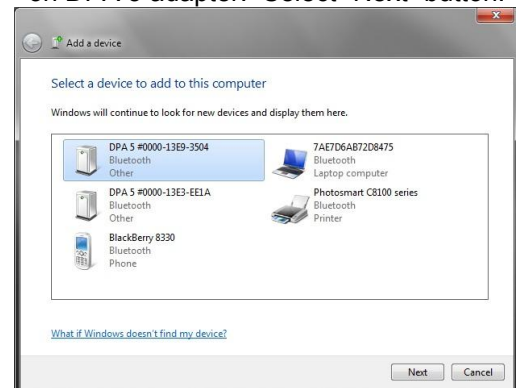 on DPA 5 adapter. Select "Next" button.
Add a device
Select a device to add to this computer
Windows will continue to look for new devices and display them here.
DPA 5 #0000-13E9-3504
Bluetooth
Other
7AE7D6AB72D8475
Bluetooth
Laptop computer
DPA 5 #0000-13E3-EE1A
Bluetooth
Other
Photosmart C8100 series
Bluetooth
Printer
BlackBerry 8330
Bluetooth
Phone
What if Windows doesn't find my device?
Next
Cancel